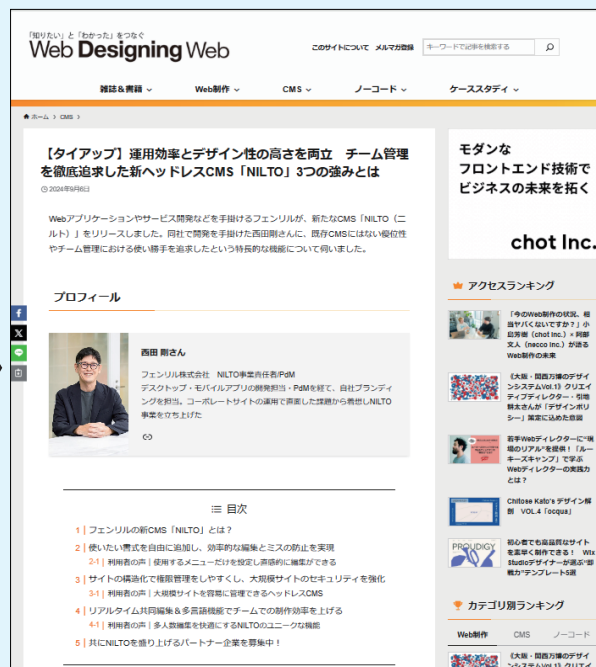 「知りたい」と「わかった」をつなぐ
Web Designing Web
このサイトについて メルマガ登録 キーワードで記事を検索する
雑誌＆書籍 Web制作 CMS ノーコード ケーススタディ
ホーム > CMS >
【タイアップ】運用効率とデザイン性の高さを両立　チーム管理
を徹底追求した新ヘッドレスCMS「NILTO」3つの強みとは
2024年9月6日
Webアプリケーションやサービス開発などを手掛けるフェンリルが、新たなCMS「NILTO（ニ
ルト）」をリリースしました。同社で開発を手掛けた西田剛さんに、既存CMSにはない優位性
やチーム管理における使い勝手を追求したという特長的な機能について伺いました。
プロフィール
西田 剛さん
フェンリル株式会社　NILTO事業責任者/PdM
デスクトップ・モバイルアプリの開発担当・PdMを経て、自社ブランディ
ングを担当。コーポレートサイトの運用で直面した課題から着想しNILTO
事業を立ち上げた
目次
1 フェンリルの新CMS「NILTO」とは？
2 使いたい書式を自由に追加し、効率的な編集とミスの防止を実現
2-1 利用者の声｜使用するメニューだけを設定し直感的に編集ができる
3 サイトの構造化で権限管理をしやすくし、大規模サイトのセキュリティを強化
3-1 利用者の声｜大規模サイトを容易に管理できるヘッドレスCMS
4 リアルタイム共同編集＆多言語機能でチームでの制作効率を上げる
4-1 利用者の声｜多人数編集を快適にするNILTOのユニークな機能
5 共にNILTOを盛り上げるパートナー企業を募集中！
モダンな
フロントエンド技術で
ビジネスの未来を拓く
chot Inc.
アクセスランキング
「今のWeb制作の状況、相
当ヤバくないですか？」小
島芳樹（chot Inc.）× 阿部
文人（necco Inc.）が語る
Web制作の未来
《大阪・関西万博のデザイ
ンシステムVol.1》クリエイ
ティブディレクター・引地
耕太さんが「デザインポリ
シー」策定に込めた意図
若手Webディレクターに“現
場のリアル”を提供！「ルー
キーズキャンプ」で学ぶ
Webディレクターの実践力
とは？
Chitose Kato's デザイン解
剖　VOL.4「ocqua」
PROUDIGY
初心者でも高品質なサイト
を素早く制作できる！ Wix
Studioデザイナーが選ぶ“即
戦力”テンプレート5選
カテゴリ別ランキング
Web制作 CMS ノーコード
《大阪・関西万博のデザイ